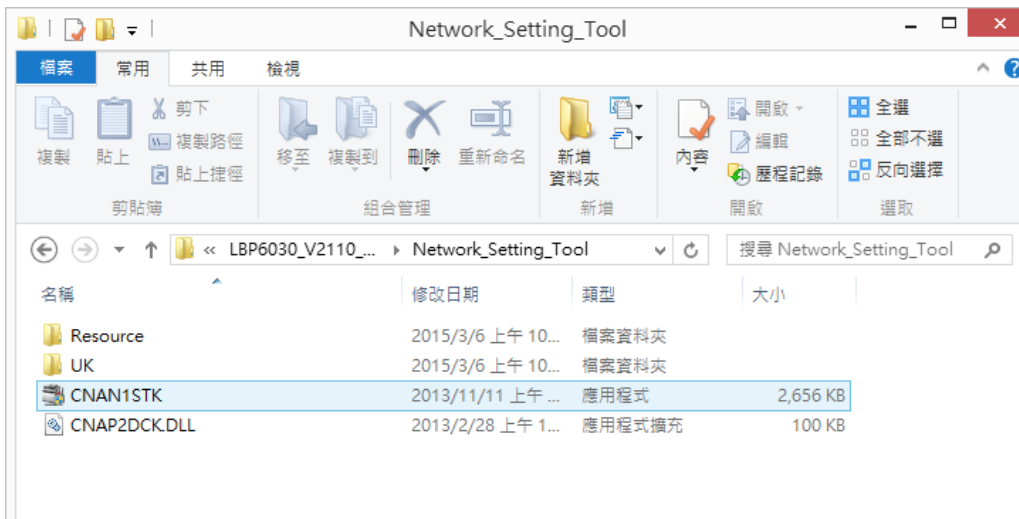 Network_Setting_Tool
檔案 常用 共用 檢視
複製 貼上 剪下 複製路徑 貼上捷徑 移至 複製到 刪除 重新命名 新增資料夾 內容 開啟 編輯 歷程記錄 全選 全部不選 反向選擇
剪貼簿 組合管理 新增 開啟 選取
« LBP6030_V2110_... Network_Setting_Tool 搜尋 Network_Setting_Tool
名稱 修改日期 類型 大小
Resource 2015/3/6 上午 10... 檔案資料夾
UK 2015/3/6 上午 10... 檔案資料夾
CNAN1STK 2013/11/11 上午 ... 應用程式 2,656 KB
CNAP2DCK.DLL 2013/2/28 上午 1... 應用程式擴充 100 KB